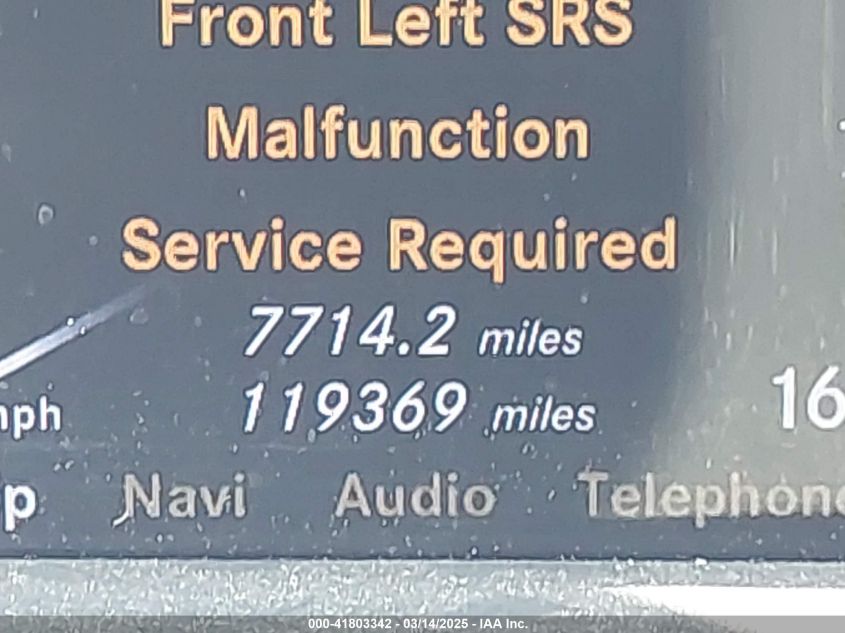 Front Left SRS
Malfunction
Service Required
7714.2 miles
119369 miles
mph
16
Navi Audio Telephone
000-41803342 - 03/14/2025 - IAA Inc.